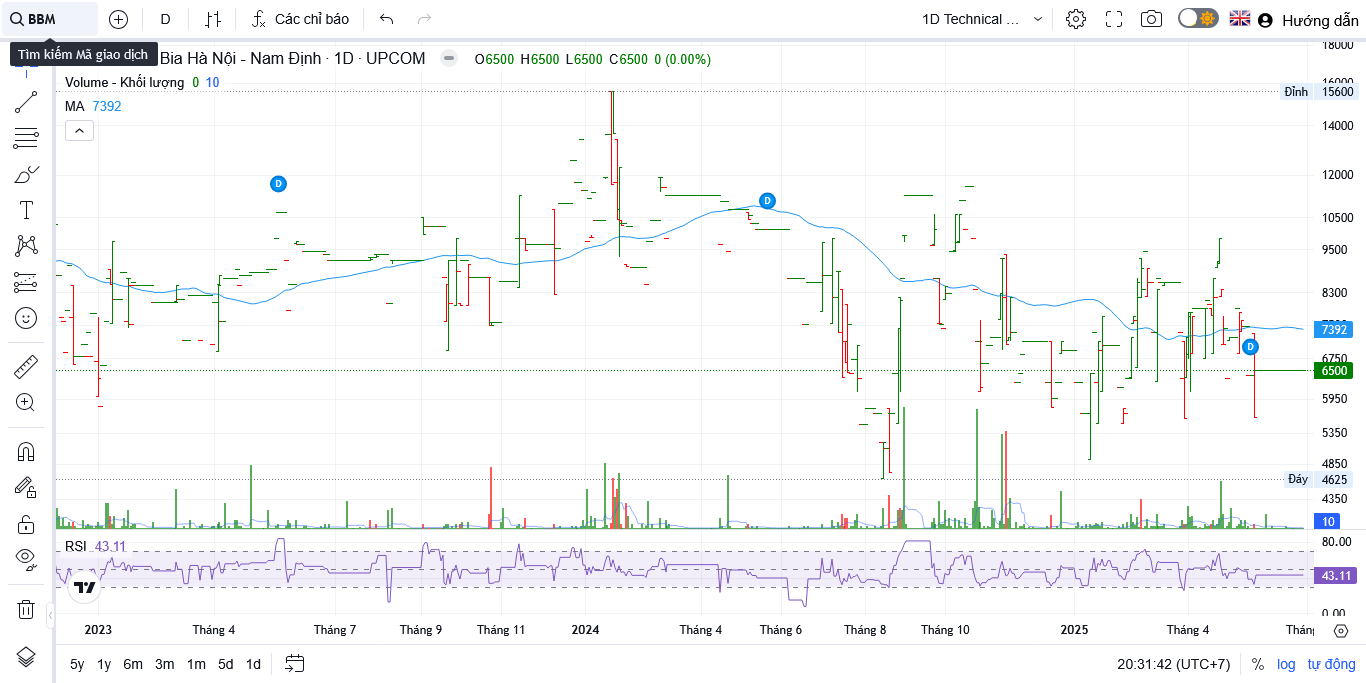 BBM
D
Các chỉ báo
1D Technical ...
Hướng dẫn
Tìm kiếm Mã giao dịch
Bia Hà Nội - Nam Định · 1D · UPCOM
O6500 H6500 L6500 C6500 0 (0.00%)
Volume - Khối lượng 0 10
MA 7392
18000
16000
Đỉnh 15600
14000
12000
10500
9500
8300
7392
6750
6500
5950
5350
4850
Đáy 4625
4350
10
D
D
D
RSI 43.11
80.00
43.11
0.00
2023
Tháng 4
Tháng 7
Tháng 9
Tháng 11
2024
Tháng 4
Tháng 6
Tháng 8
Tháng 10
2025
Tháng 4
5y 1y 6m 3m 1m 5d 1d
20:31:42 (UTC+7)
% log tự động